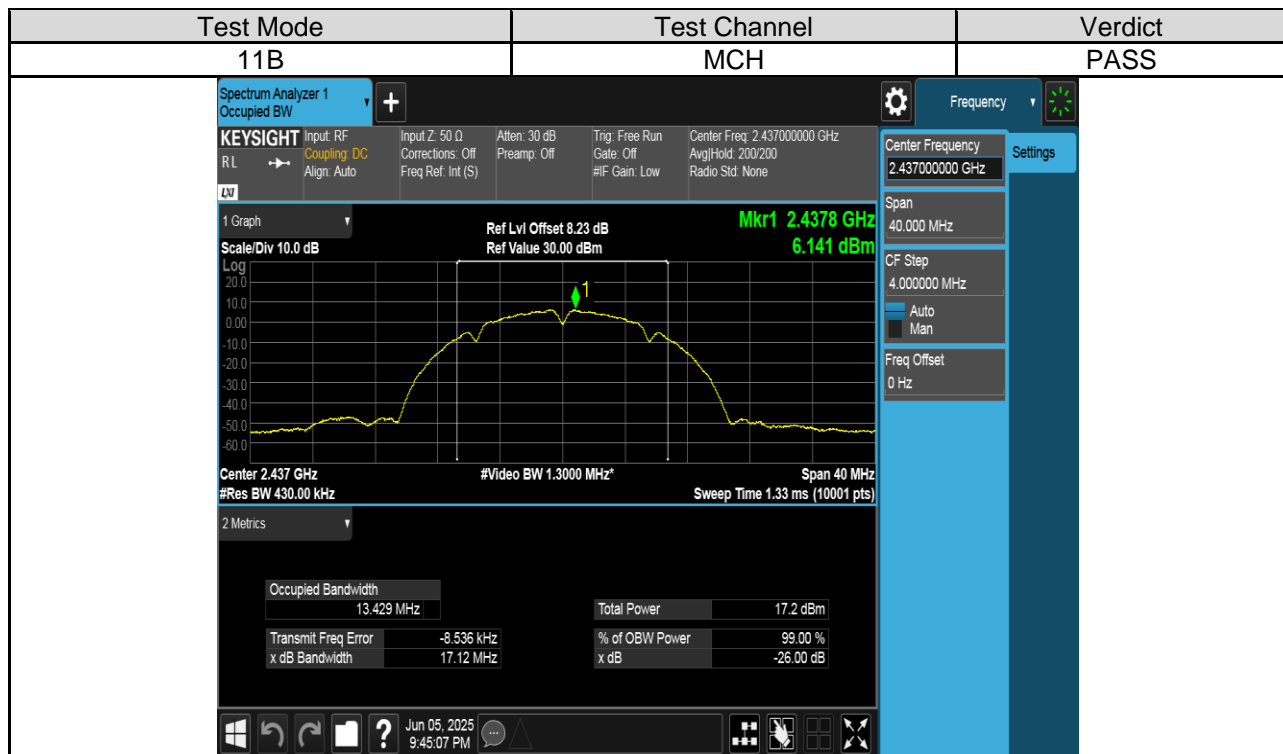 Test Mode Test Channel Verdict
11B MCH PASS
Spectrum Analyzer 1
Occupied BW
+
Frequency
KEYSIGHT Input: RF Input Z: 50 Ω Atten: 30 dB Trig: Free Run Center Freq: 2.437000000 GHz
R L Coupling: DC Corrections: Off Preamp: Off Gate: Off Avg|Hold: 200/200
Align: Auto Freq Ref: Int (S) #IF Gain: Low Radio Std: None
LXI
Center Frequency
2.437000000 GHz
Settings
Span
40.000 MHz
CF Step
4.000000 MHz
Auto
Man
Freq Offset
0 Hz
1 Graph Ref Lvl Offset 8.23 dB Mkr1 2.4378 GHz
Scale/Div 10.0 dB Ref Value 30.00 dBm 6.141 dBm
Log
20.0
10.0
0.00
-10.0
-20.0
-30.0
-40.0
-50.0
-60.0
1
Center 2.437 GHz #Video BW 1.3000 MHz* Span 40 MHz
#Res BW 430.00 kHz Sweep Time 1.33 ms (10001 pts)
2 Metrics
Occupied Bandwidth
13.429 MHz Total Power 17.2 dBm
Transmit Freq Error -8.536 kHz % of OBW Power 99.00 %
x dB Bandwidth 17.12 MHz x dB -26.00 dB
? Jun 05, 2025
9:45:07 PM